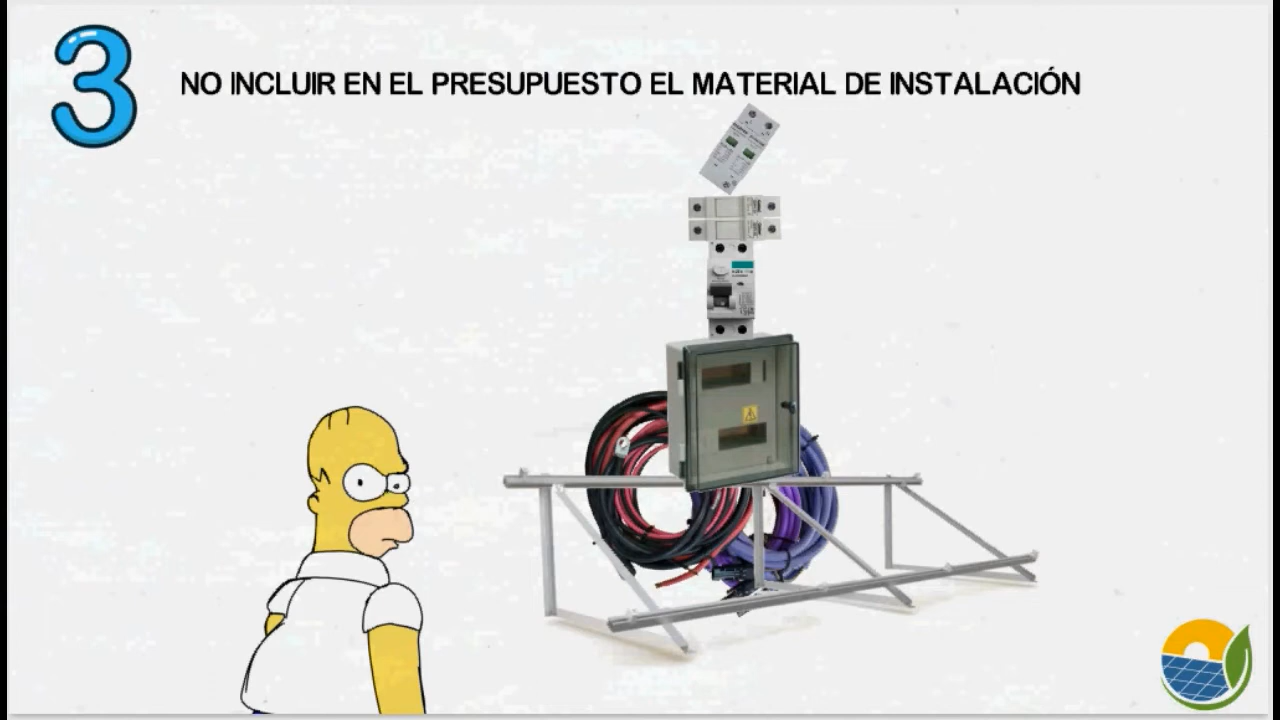 3
NO INCLUIR EN EL PRESUPUESTO EL MATERIAL DE INSTALACIÓN